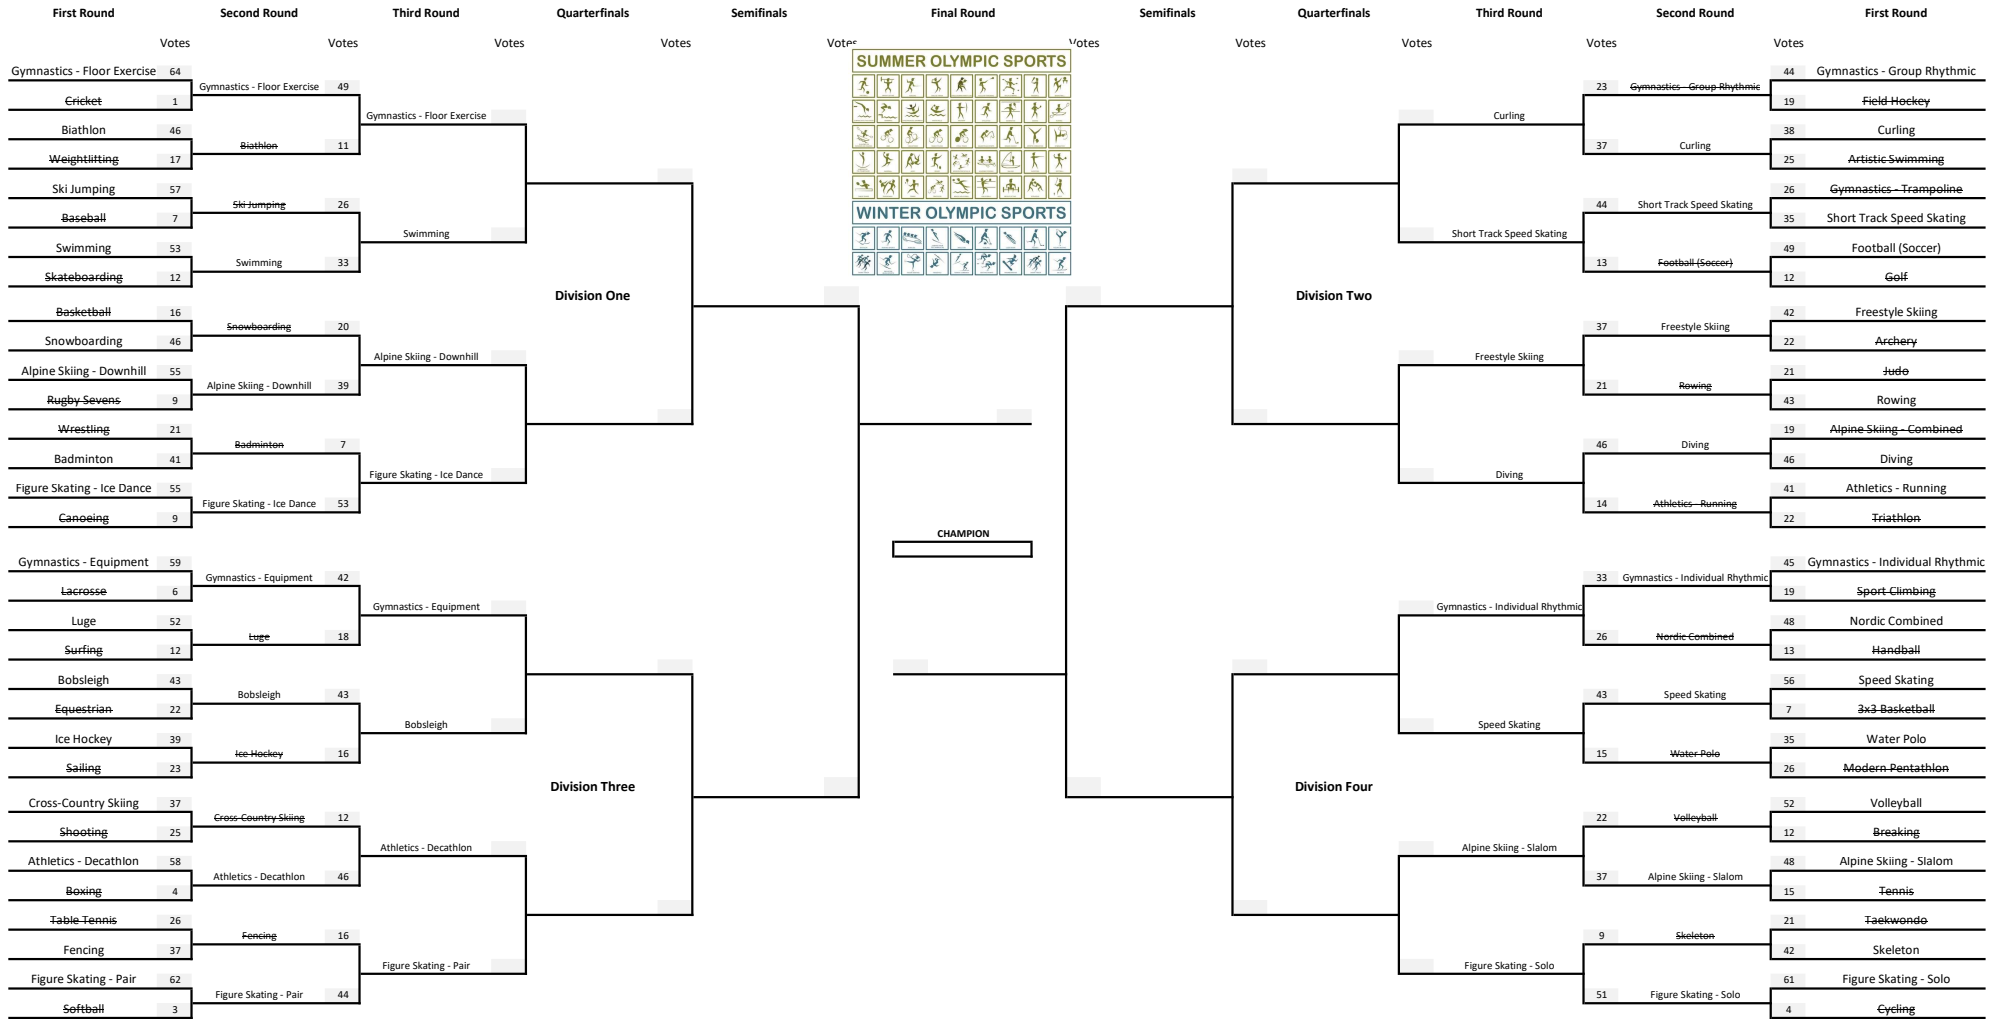 First Round Second Round Third Round Quarterfinals Semifinals Final Round Semifinals Quarterfinals Third Round Second Round First Round
Votes Votes Votes Votes Votes Votes Votes Votes Votes Votes
SUMMER OLYMPIC SPORTS
WINTER OLYMPIC SPORTS
Division One
Gymnastics - Floor Exercise 64
Cricket 1
Biathlon 46
Weightlifting 17
Ski Jumping 57
Baseball 7
Swimming 53
Skateboarding 12
Basketball 16
Snowboarding 46
Alpine Skiing - Downhill 55
Rugby Sevens 9
Wrestling 21
Badminton 41
Figure Skating - Ice Dance 55
Canoeing 9
Gymnastics - Floor Exercise 49
Biathlon 11
Ski Jumping 26
Swimming 33
Snowboarding 20
Alpine Skiing - Downhill 39
Badminton 7
Figure Skating - Ice Dance 53
Gymnastics - Floor Exercise
Swimming
Alpine Skiing - Downhill
Figure Skating - Ice Dance
Division Three
Gymnastics - Equipment 59
Lacrosse 6
Luge 52
Surfing 12
Bobsleigh 43
Equestrian 22
Ice Hockey 39
Sailing 23
Cross-Country Skiing 37
Shooting 25
Athletics - Decathlon 58
Boxing 4
Table Tennis 26
Fencing 37
Figure Skating - Pair 62
Softball 3
Gymnastics - Equipment 42
Luge 18
Bobsleigh 43
Ice Hockey 16
Cross-Country Skiing 12
Athletics - Decathlon 46
Fencing 16
Figure Skating - Pair 44
Gymnastics - Equipment
Bobsleigh
Athletics - Decathlon
Figure Skating - Pair
CHAMPION
Division Two
Curling
Short Track Speed Skating
Freestyle Skiing
Diving
23 Gymnastics - Group Rhythmic
37 Curling
44 Short Track Speed Skating
13 Football (Soccer)
37 Freestyle Skiing
21 Rowing
46 Diving
14 Athletics - Running
44 Gymnastics - Group Rhythmic
19 Field Hockey
38 Curling
25 Artistic Swimming
26 Gymnastics - Trampoline
35 Short Track Speed Skating
49 Football (Soccer)
12 Golf
42 Freestyle Skiing
22 Archery
21 Judo
43 Rowing
19 Alpine Skiing - Combined
46 Diving
41 Athletics - Running
22 Triathlon
Division Four
Gymnastics - Individual Rhythmic
Speed Skating
Alpine Skiing - Slalom
Figure Skating - Solo
33 Gymnastics - Individual Rhythmic
26 Nordic Combined
43 Speed Skating
15 Water Polo
22 Volleyball
37 Alpine Skiing - Slalom
9 Skeleton
51 Figure Skating - Solo
45 Gymnastics - Individual Rhythmic
19 Sport Climbing
48 Nordic Combined
13 Handball
56 Speed Skating
7 3x3 Basketball
35 Water Polo
26 Modern Pentathlon
52 Volleyball
12 Breaking
48 Alpine Skiing - Slalom
15 Tennis
21 Taekwondo
42 Skeleton
61 Figure Skating - Solo
4 Cycling